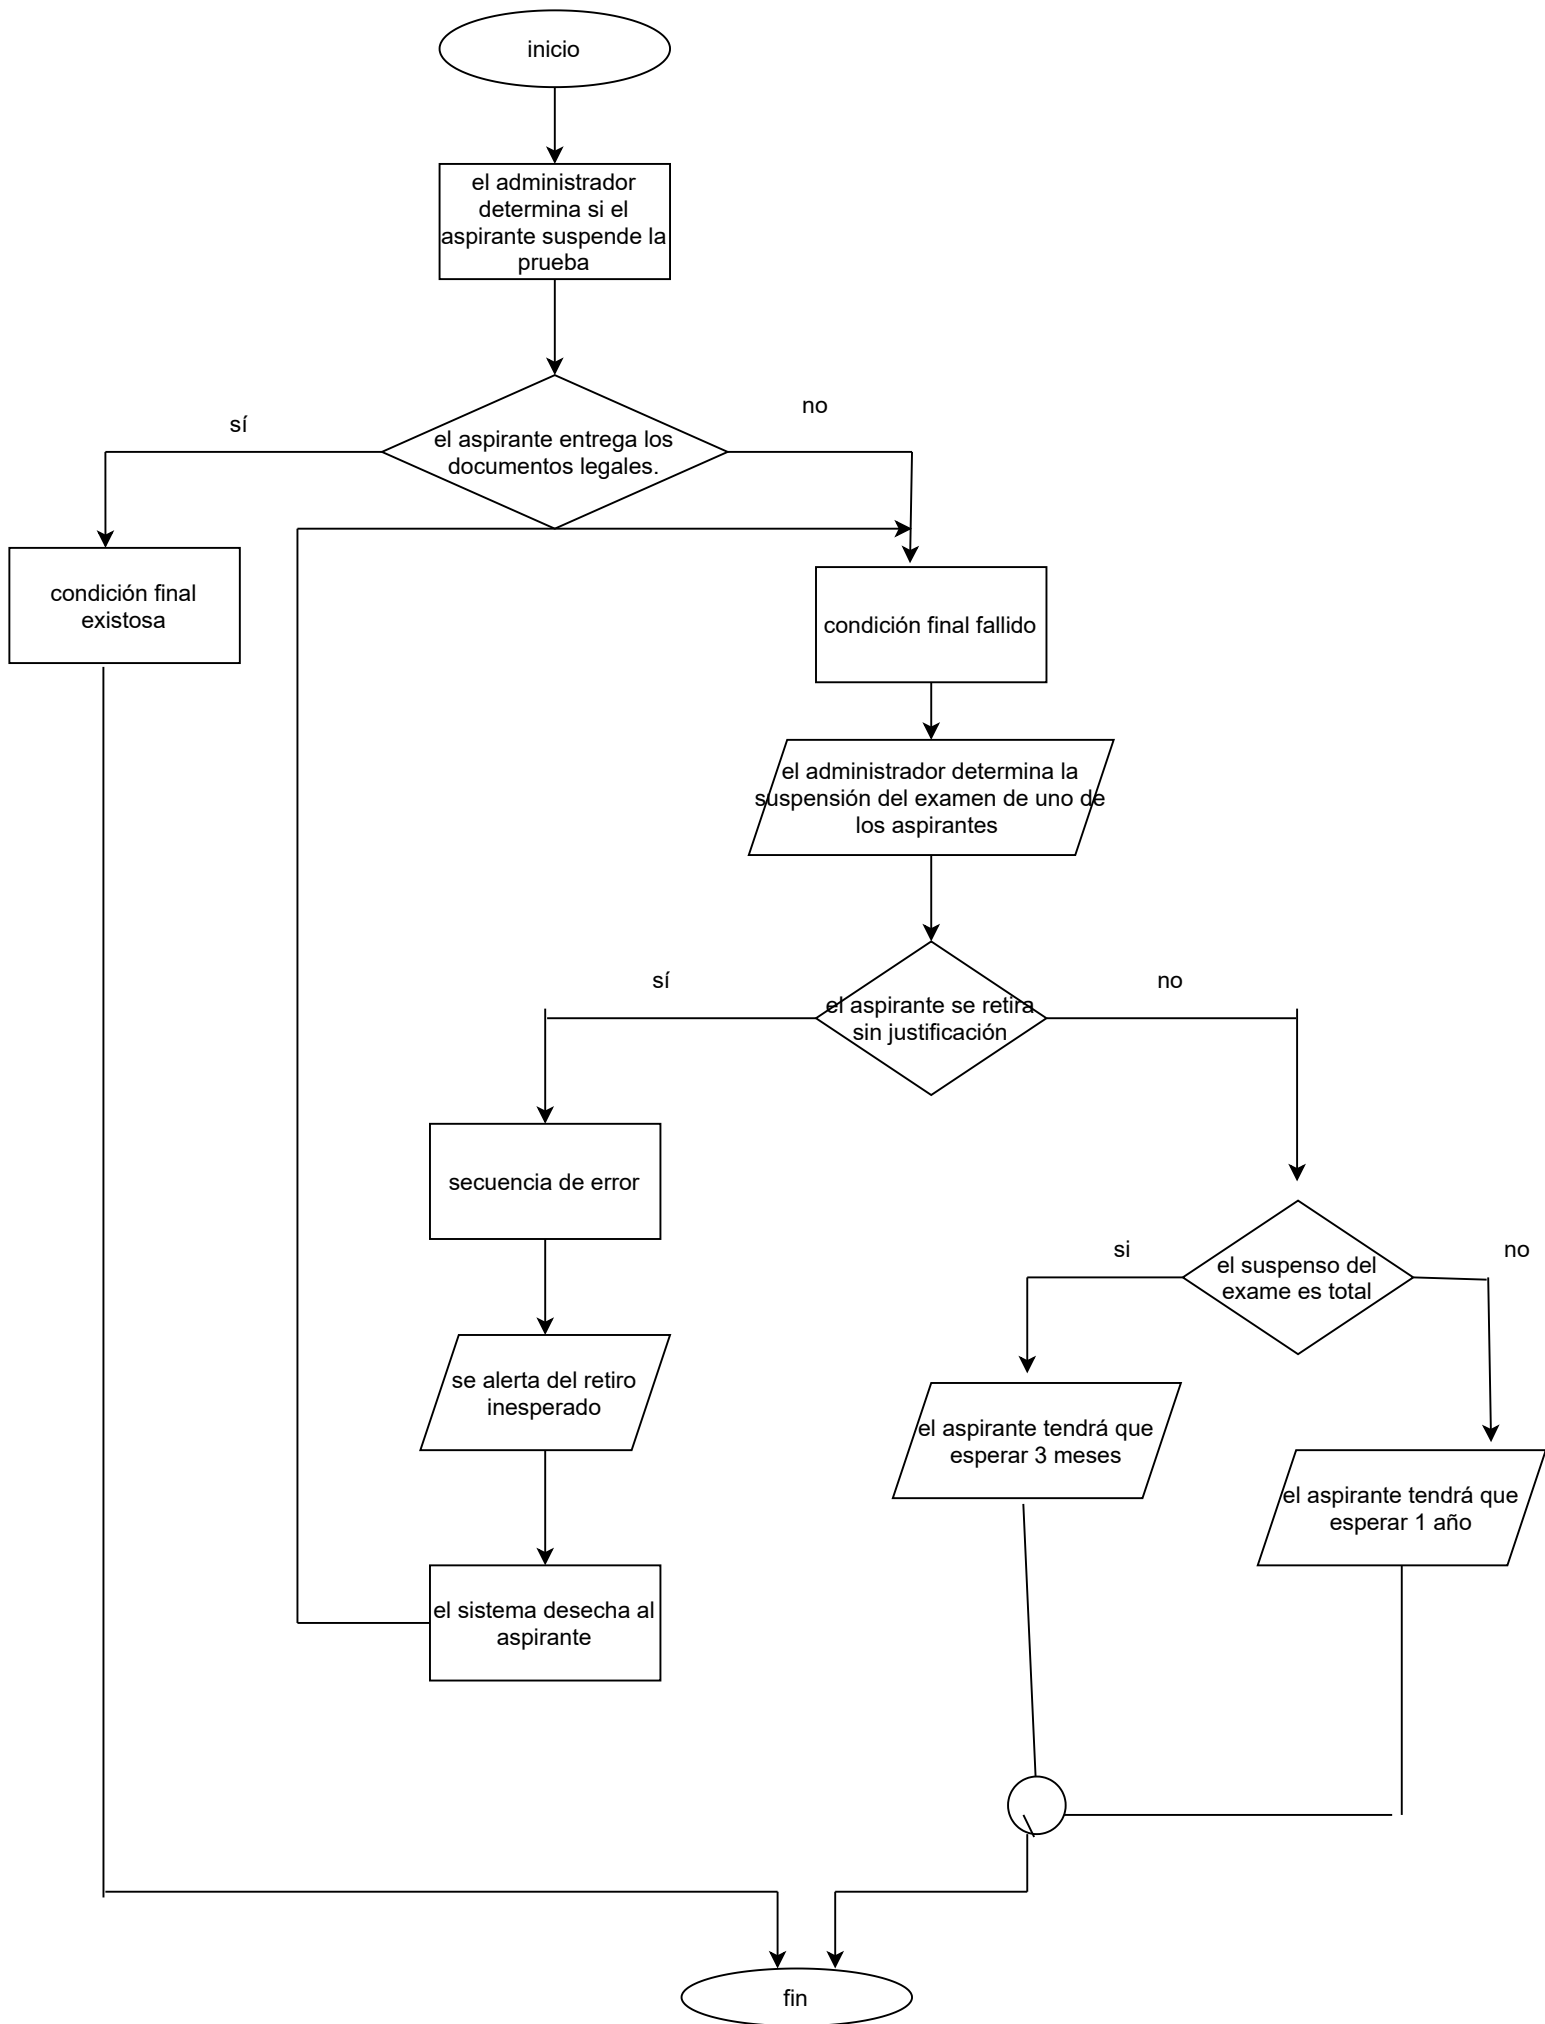 inicio
el administrador
determina si el
aspirante suspende la
prueba
sí
no
el aspirante entrega los
documentos legales.
condición final
existosa
condición final fallido
el administrador determina la
suspensión del examen de uno de
los aspirantes
sí
no
el aspirante se retira
sin justificación
secuencia de error
si
no
el suspenso del
exame es total
se alerta del retiro
inesperado
el aspirante tendrá que
esperar 3 meses
el aspirante tendrá que
esperar 1 año
el sistema desecha al
aspirante
fin